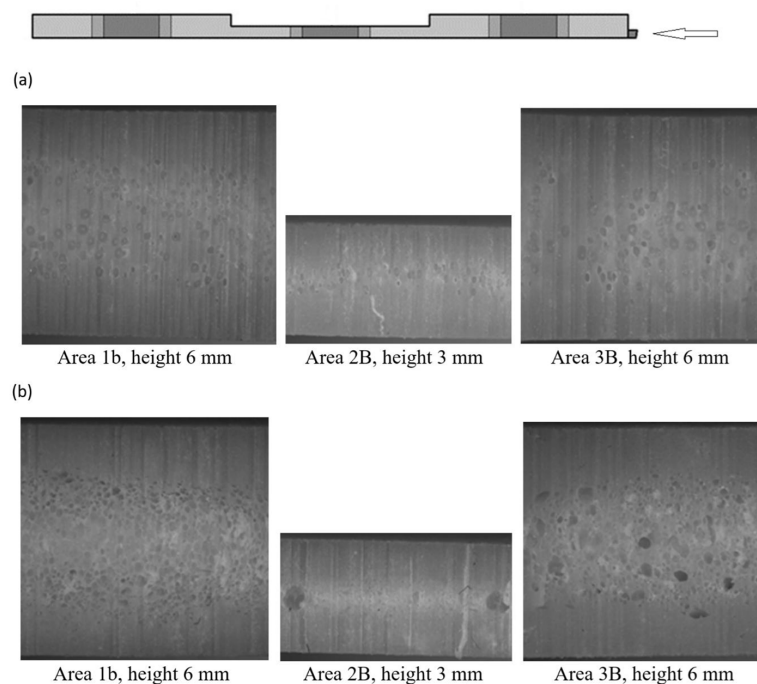 (a)
Area 1b, height 6 mm
Area 2B, height 3 mm
Area 3B, height 6 mm
(b)
Area 1b, height 6 mm
Area 2B, height 3 mm
Area 3B, height 6 mm